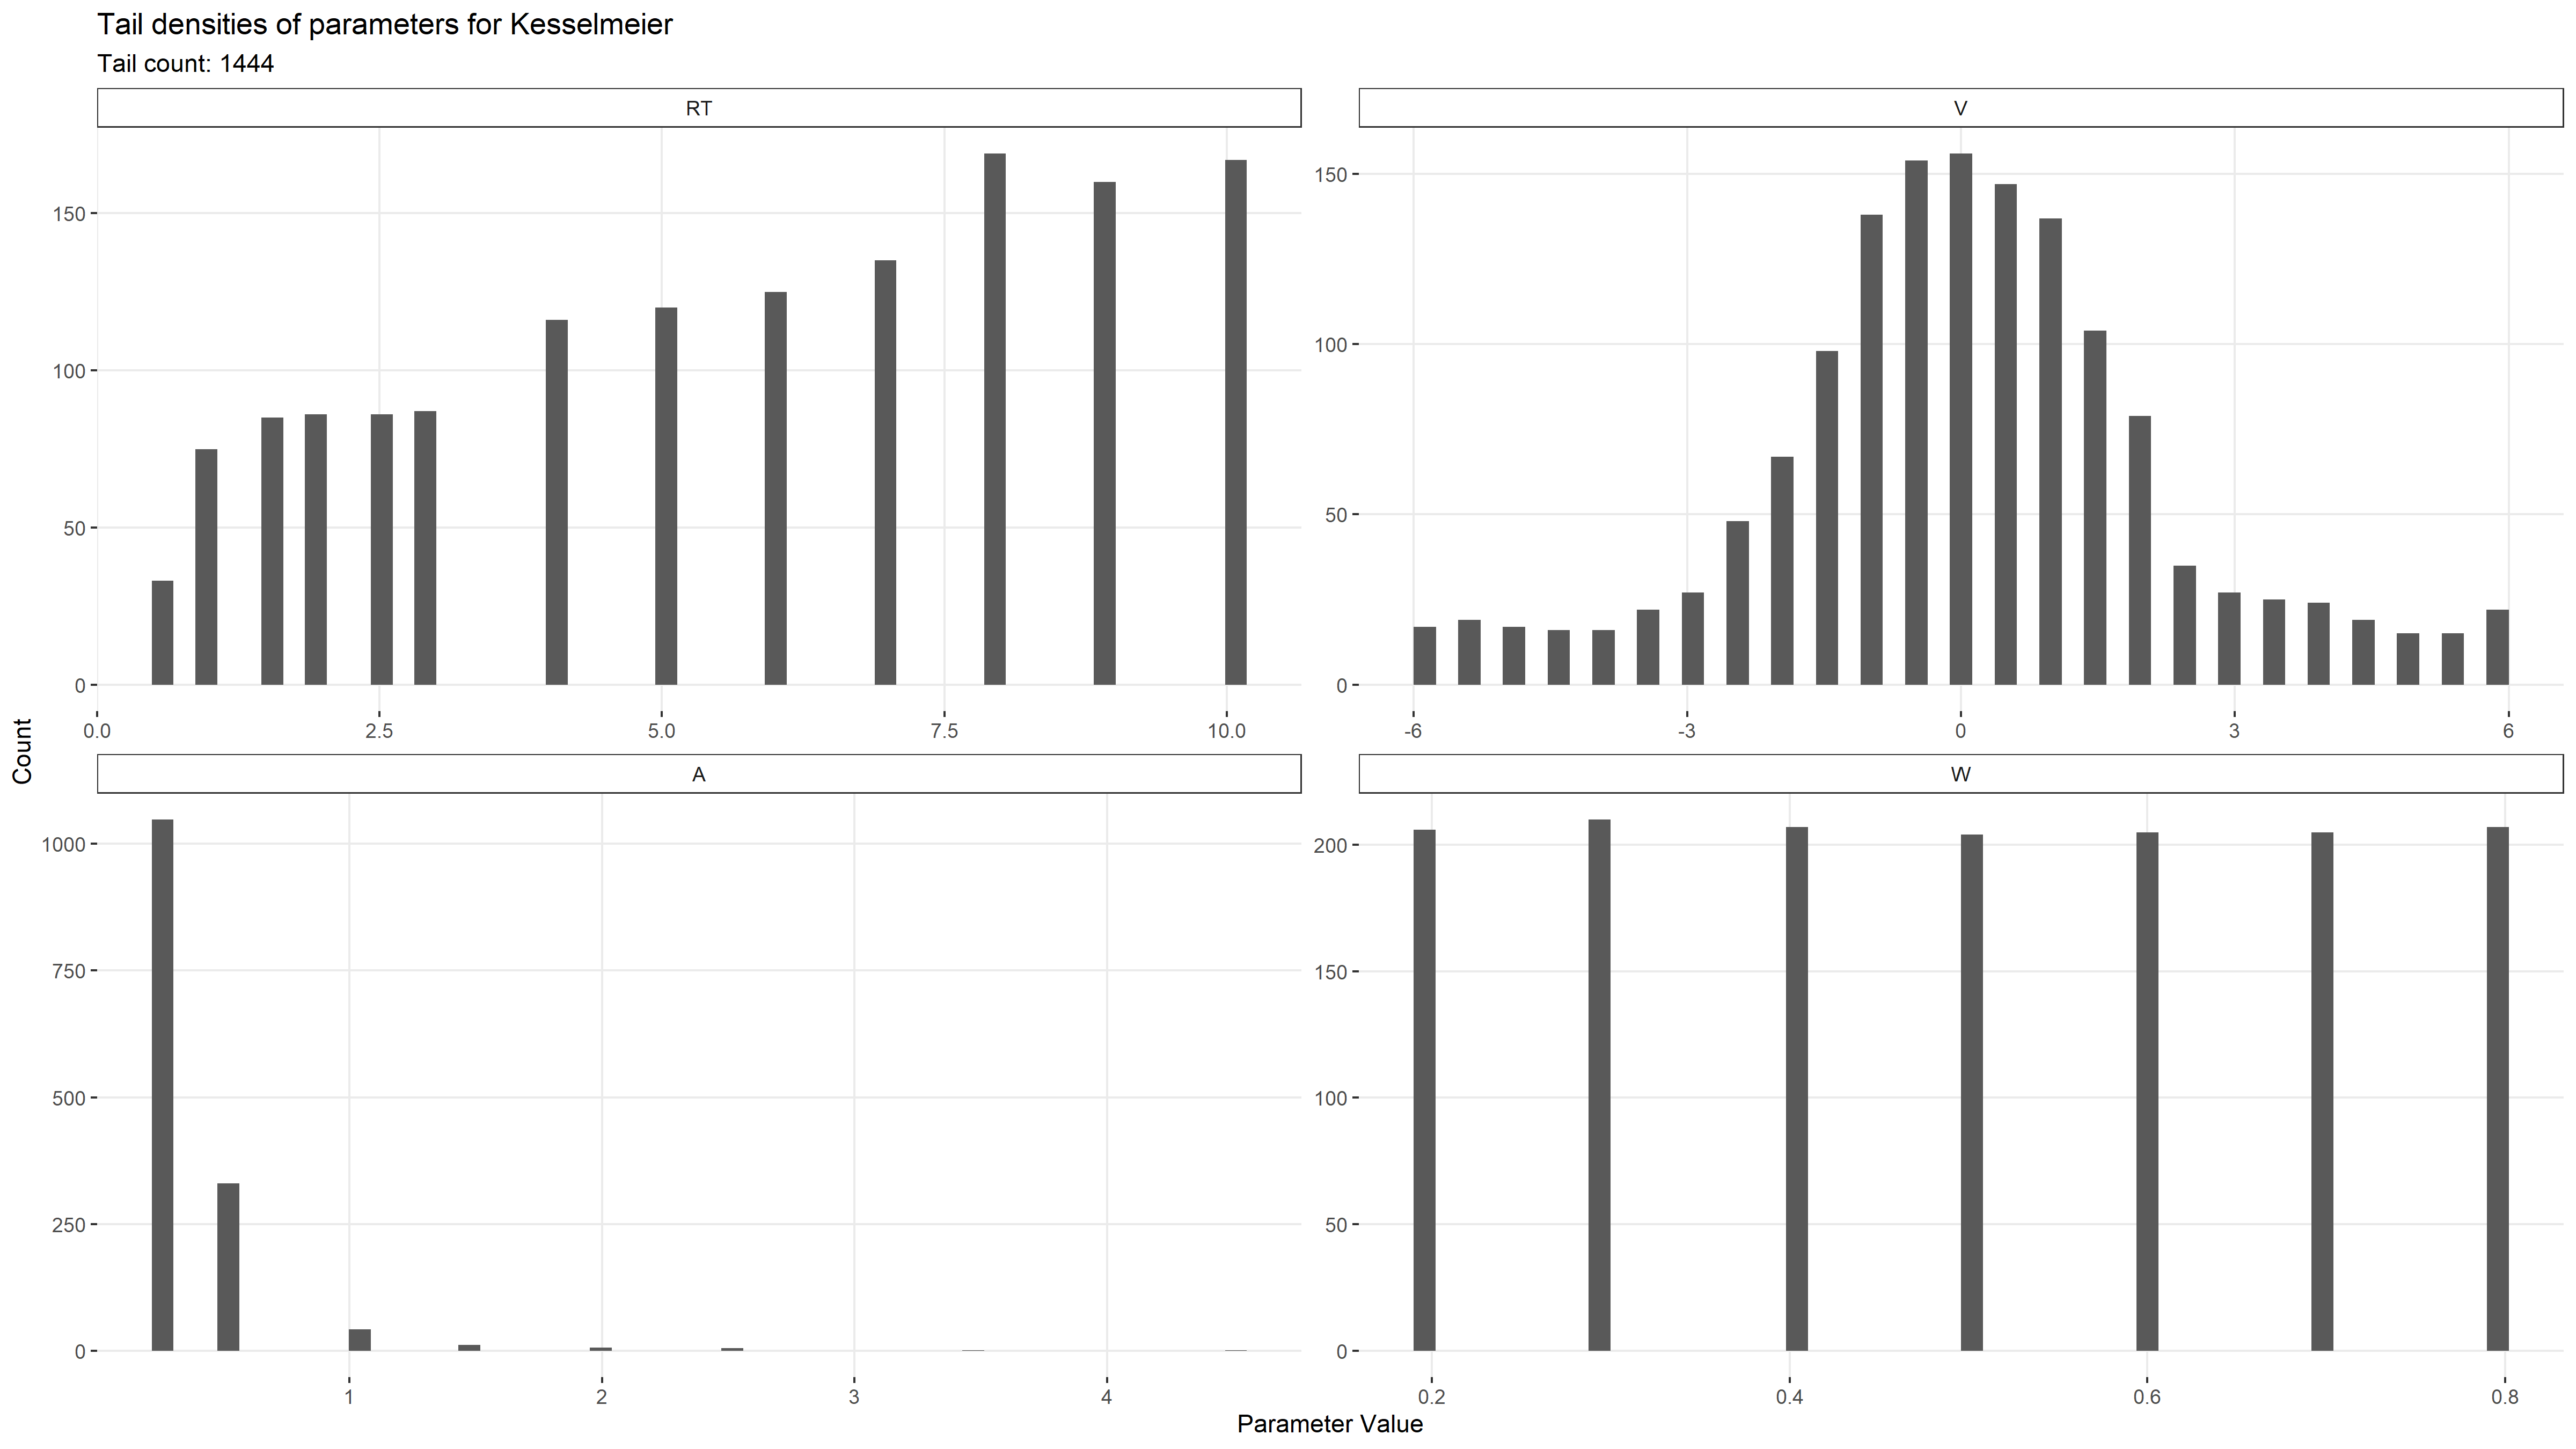 Tail densities of parameters for Kesselmeier
Tail count: 1444
RT
V
150
100
50
0
0.0 2.5 5.0 7.5 10.0
150
100
50
0
-6 -3 0 3 6
Count
A
W
1000
750
500
250
0
1 2 3 4
200
150
100
50
0
0.2 0.4 0.6 0.8
Parameter Value